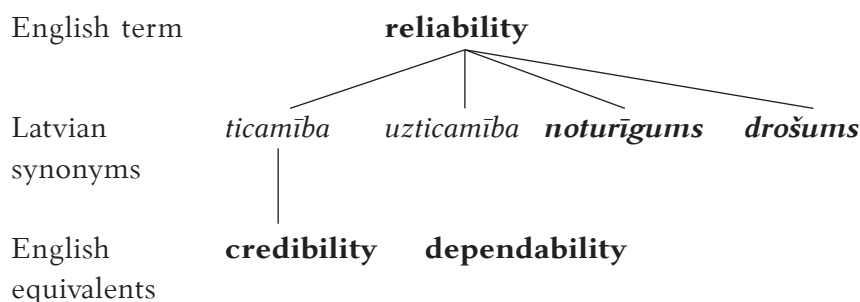 English term reliability
Latvian ticamība uzticamība noturīgums drošums
synonyms
English credibility dependability
equivalents